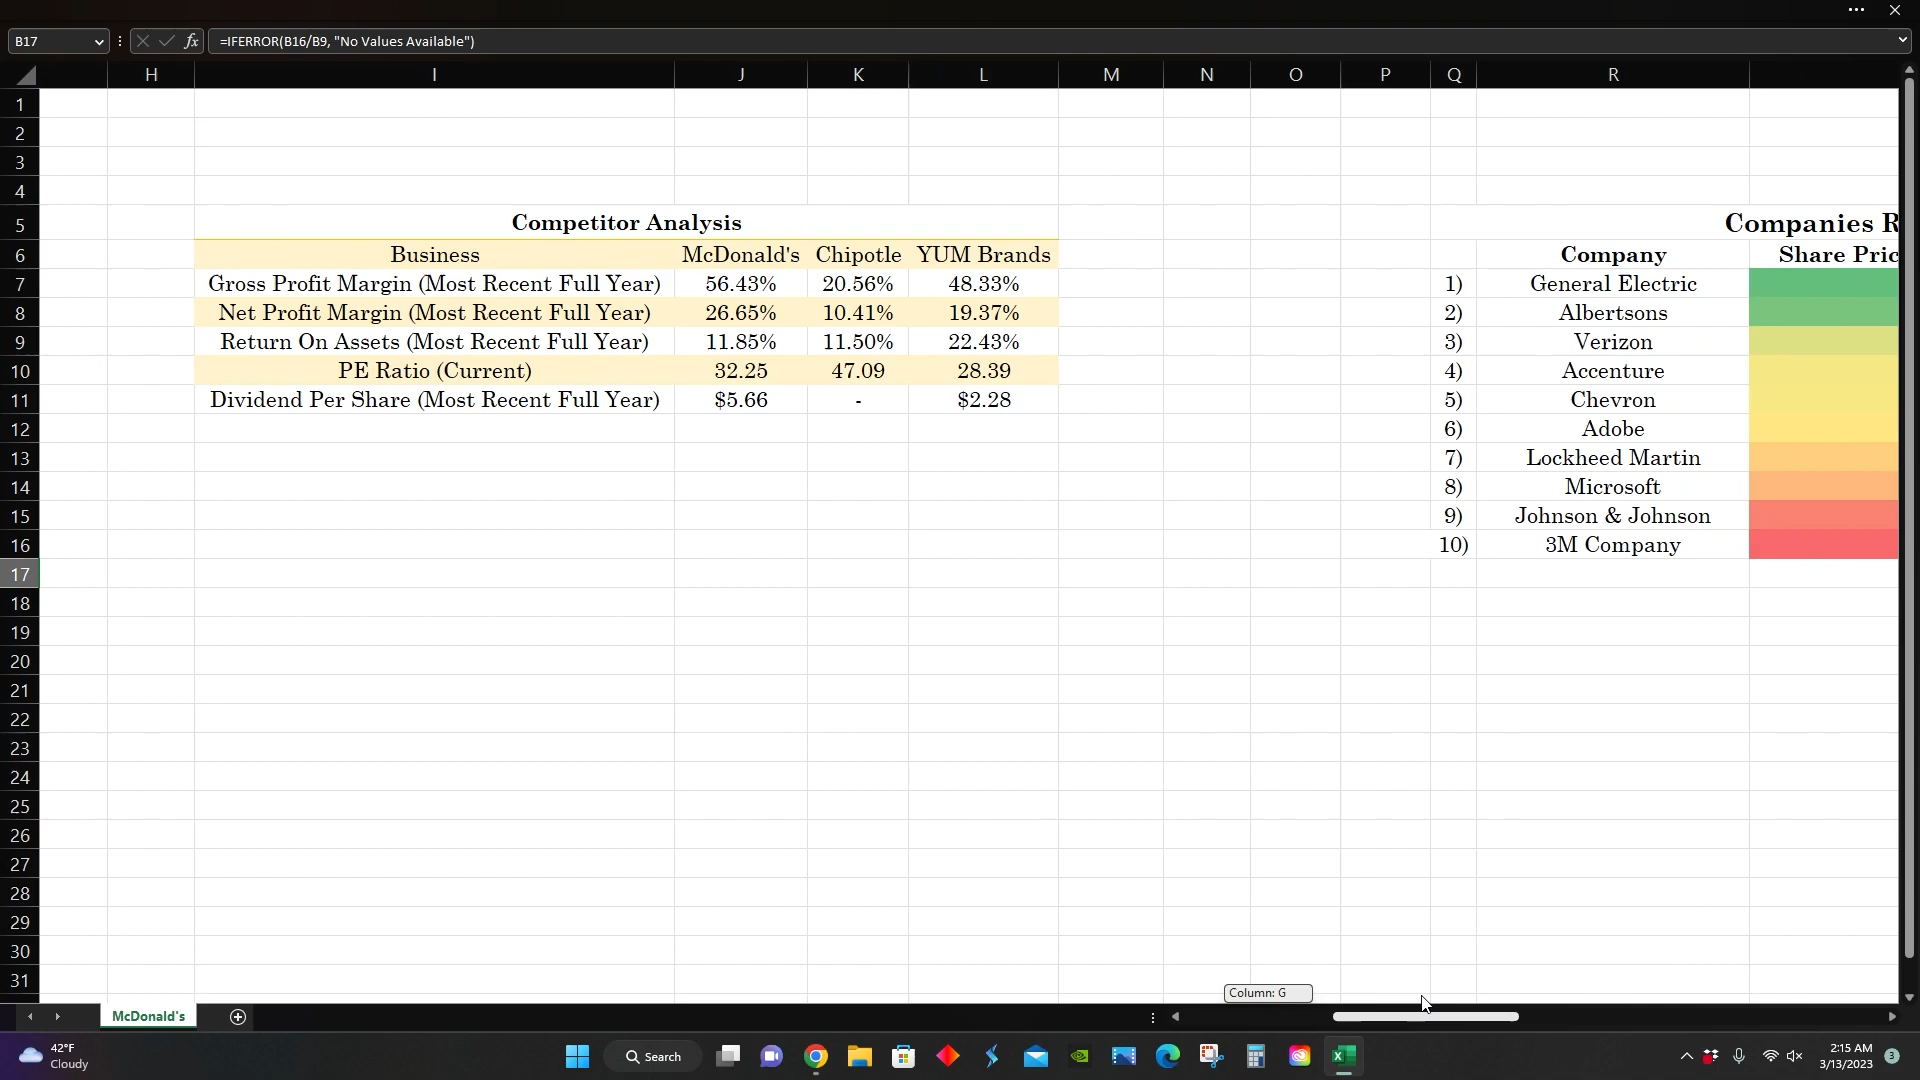 B17
fx
=IFERROR(B16/B9, "No Values Available")
H I J K L M N O P Q R
1
2
3
4
5 Competitor Analysis Companies R
6 Business McDonald's Chipotle YUM Brands Company Share Pric
7 Gross Profit Margin (Most Recent Full Year) 56.43% 20.56% 48.33% 1) General Electric
8 Net Profit Margin (Most Recent Full Year) 26.65% 10.41% 19.37% 2) Albertsons
9 Return On Assets (Most Recent Full Year) 11.85% 11.50% 22.43% 3) Verizon
10 PE Ratio (Current) 32.25 47.09 28.39 4) Accenture
11 Dividend Per Share (Most Recent Full Year) $5.66 - $2.28 5) Chevron
12 6) Adobe
13 7) Lockheed Martin
14 8) Microsoft
15 9) Johnson & Johnson
16 10) 3M Company
17
18
19
20
21
22
23
24
25
26
27
28
29
30
31
Column: G
McDonald's
42°F
Cloudy
Search
2:15 AM
3/13/2023
3